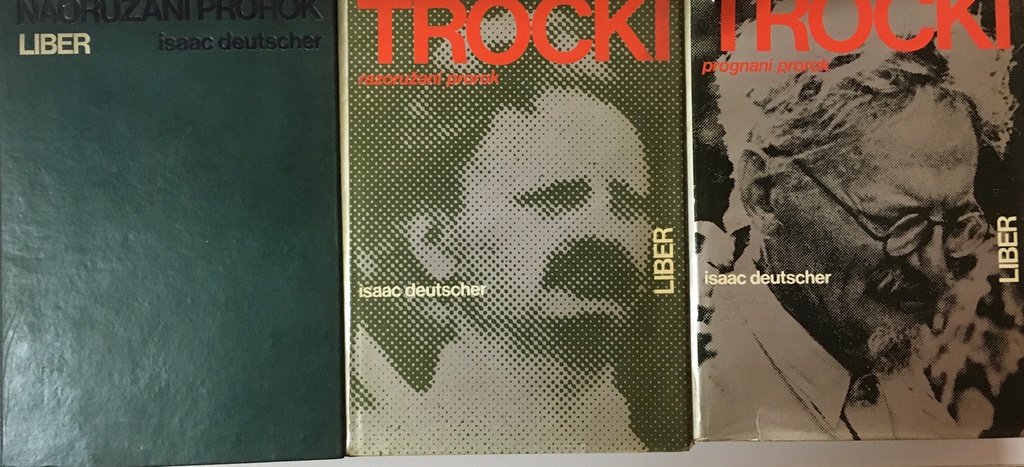 NAORUŽANI PROROK
LIBER
isaac deutscher
TROCKI
razoružani prorok
isaac deutscher
LIBER
TROCKI
prognani prorok
isaac deutscher
LIBER